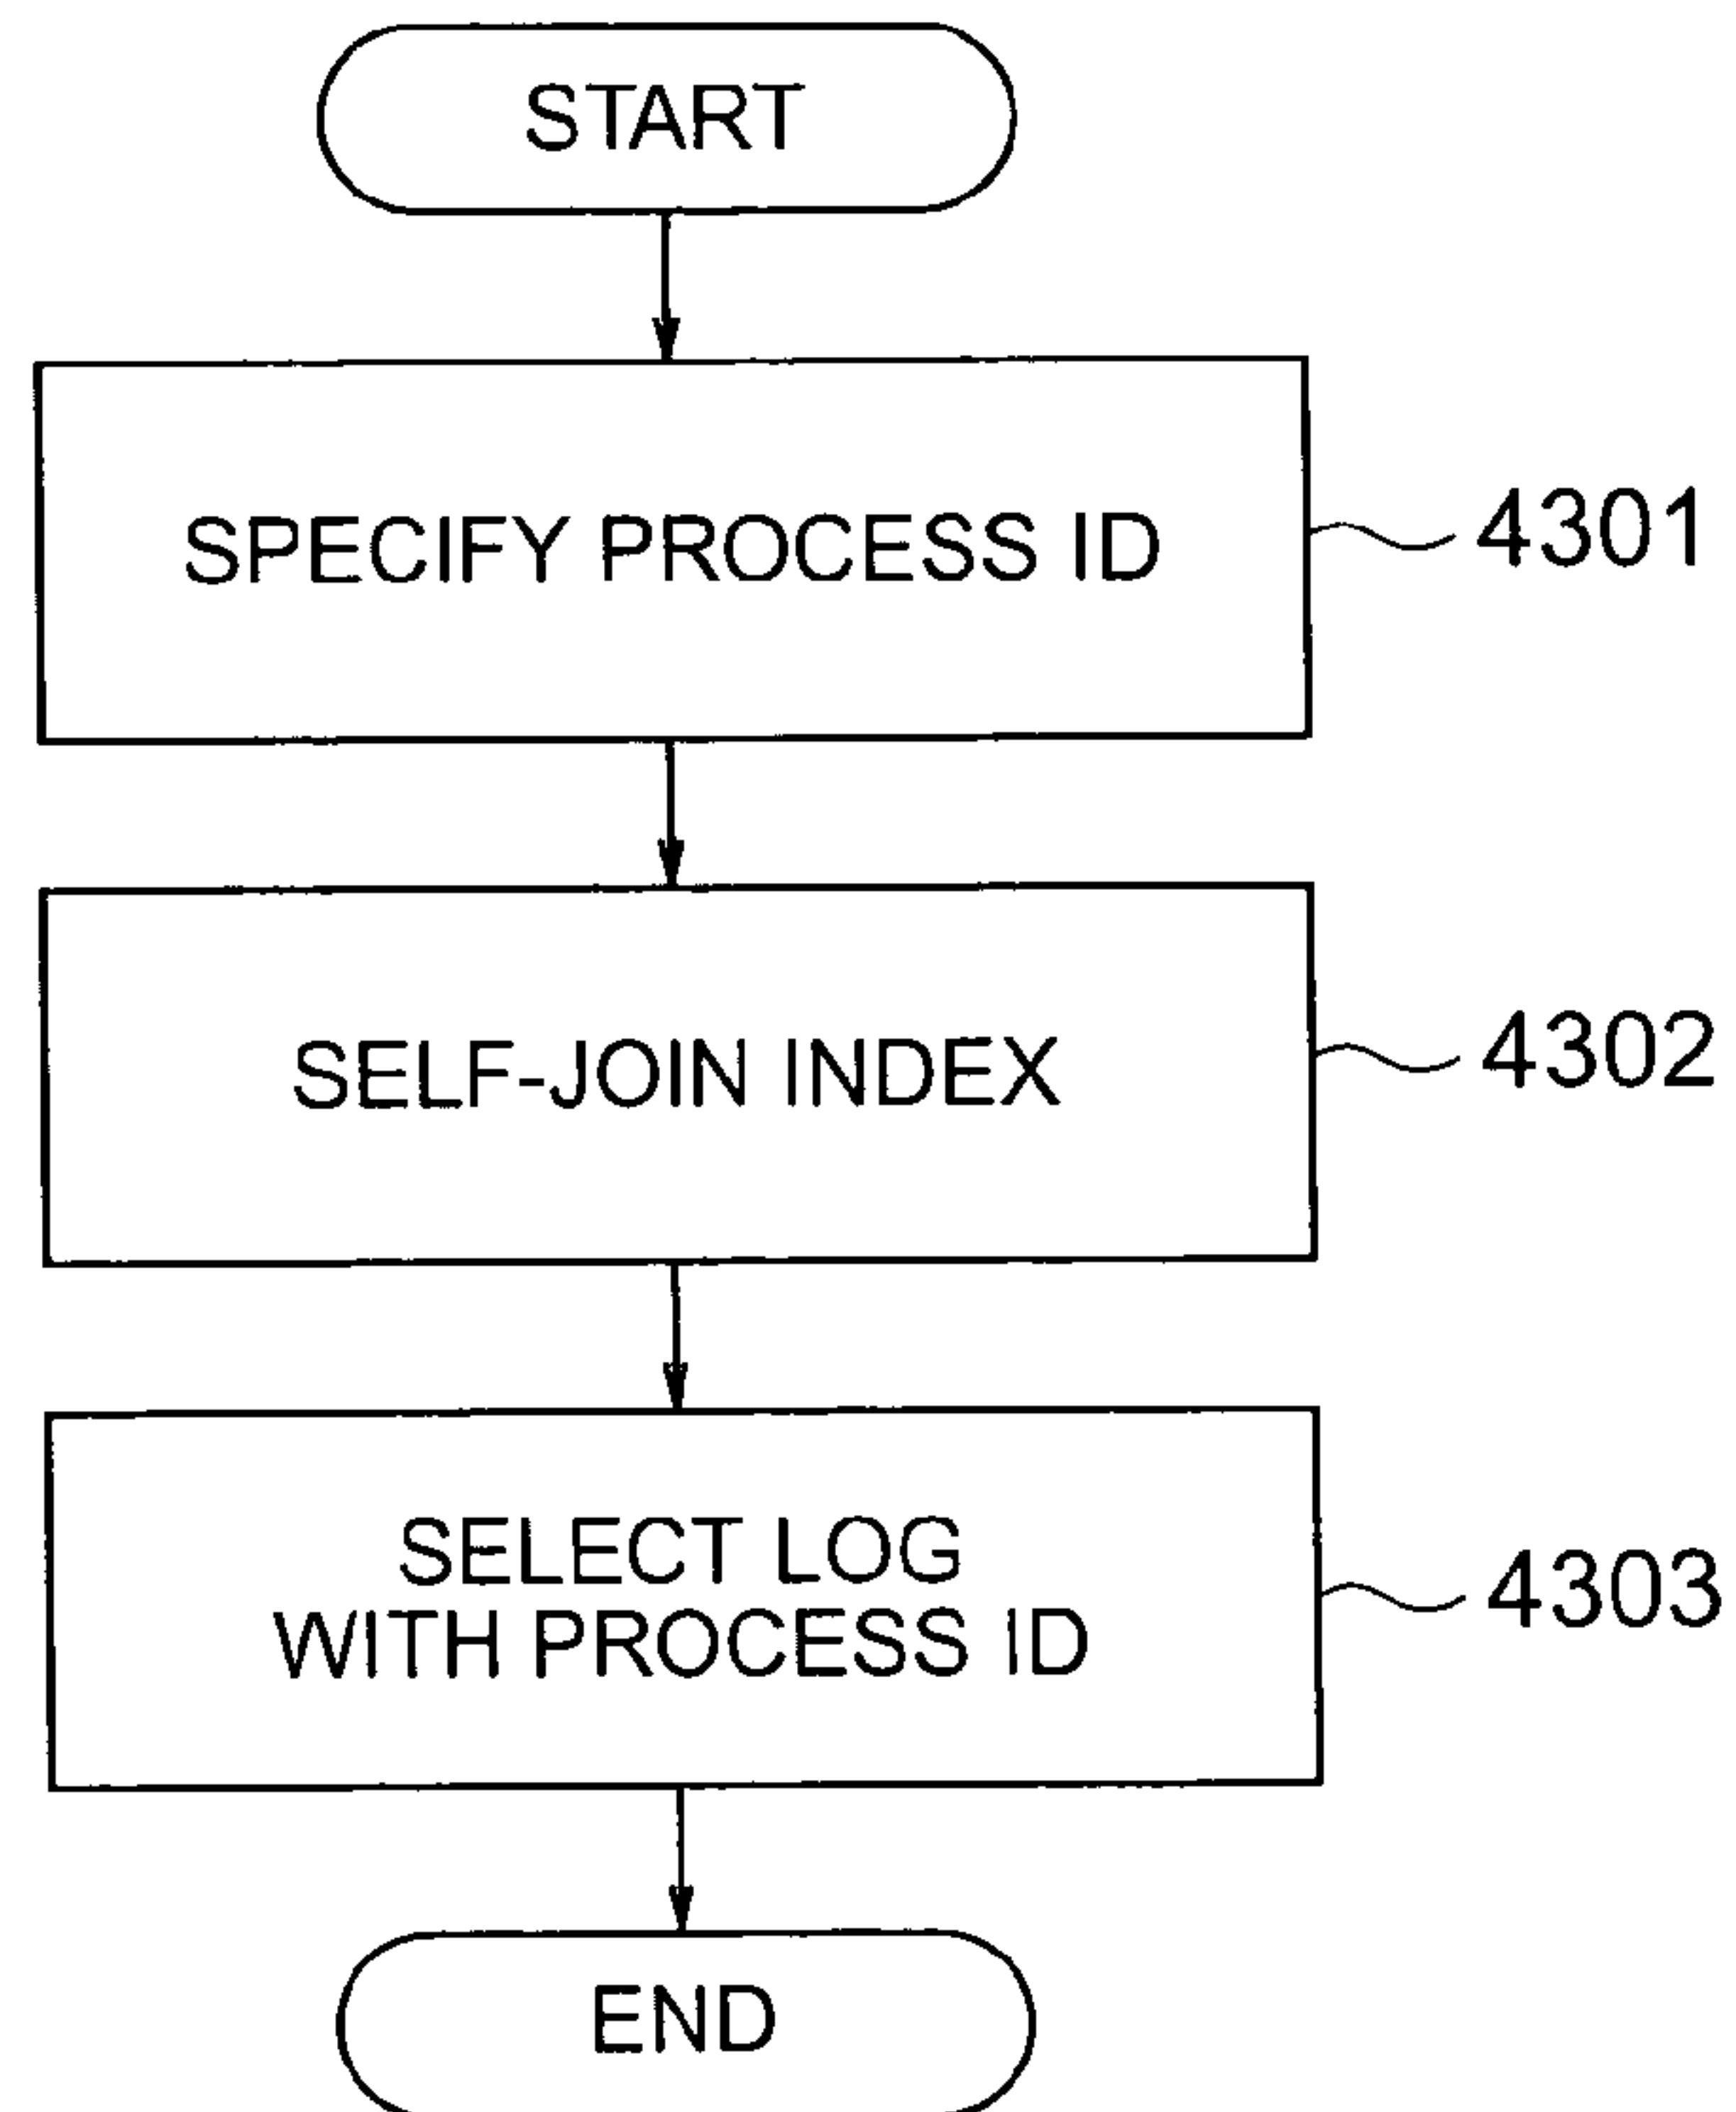 START
SPECIFY PROCESS ID
4301
SELF-JOIN INDEX
4302
SELECT LOG
WITH PROCESS ID
4303
END